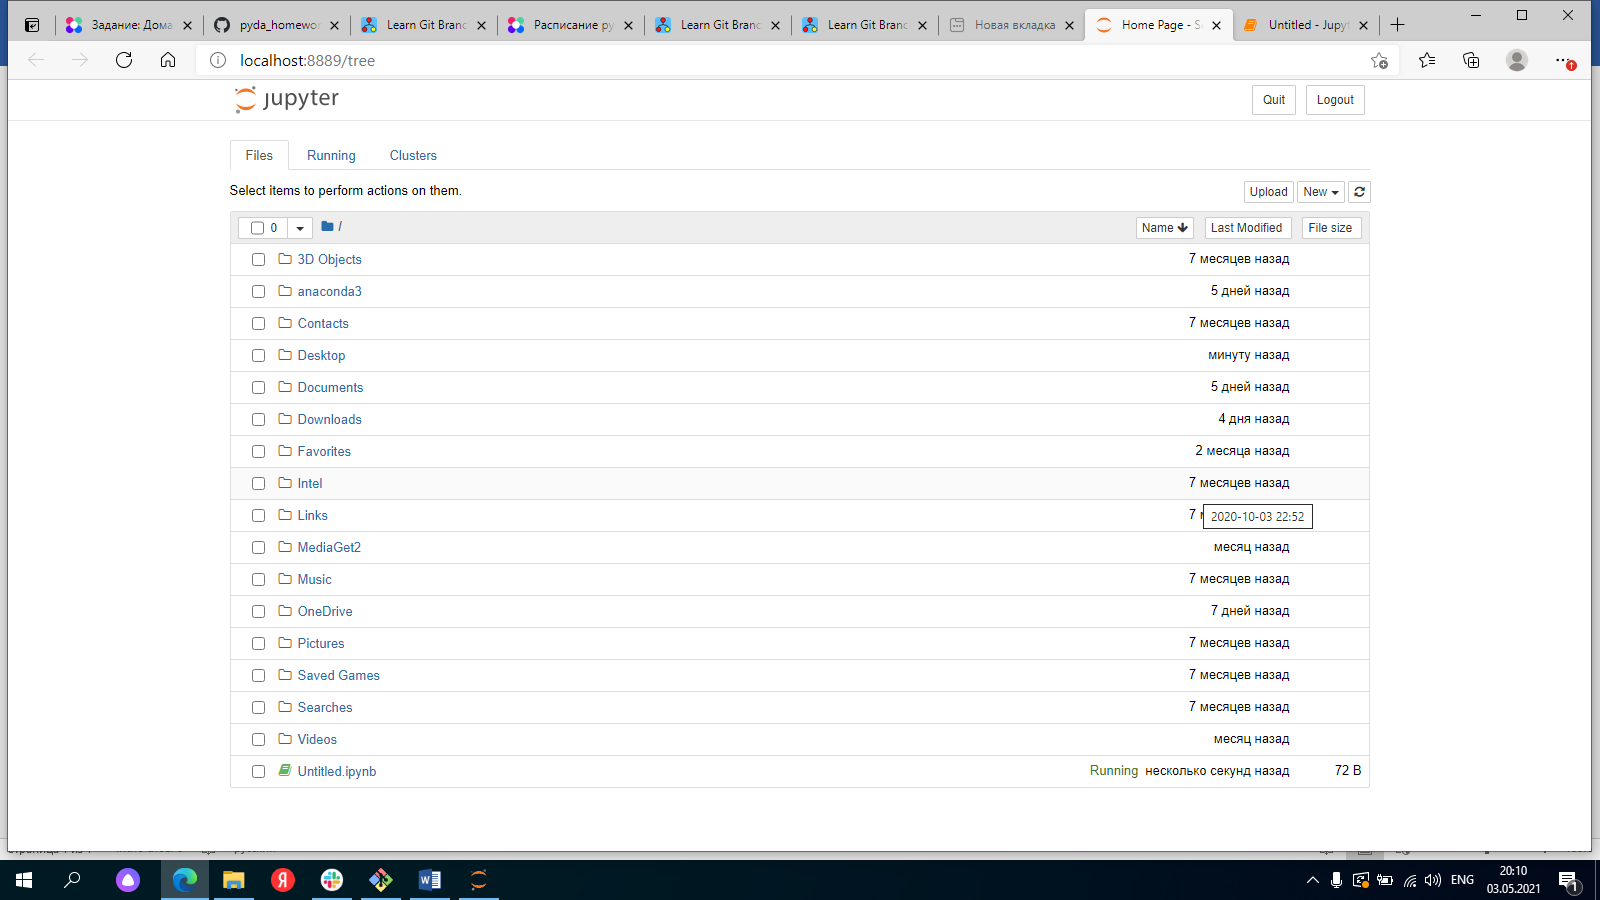 Задание: Дома
pyda_homewor
Learn Git Branc
Расписание ру
Learn Git Branc
Learn Git Branc
Новая вкладка
Home Page - S
Untitled - Jupyt
localhost:8889/tree
jupyter
Quit
Logout
Files
Running
Clusters
Select items to perform actions on them.
Upload
New
0
/
Name
Last Modified
File size
3D Objects 7 месяцев назад
anaconda3 5 дней назад
Contacts 7 месяцев назад
Desktop минуту назад
Documents 5 дней назад
Downloads 4 дня назад
Favorites 2 месяца назад
Intel 7 месяцев назад
Links 7
2020-10-03 22:52
MediaGet2 месяц назад
Music 7 месяцев назад
OneDrive 7 дней назад
Pictures 7 месяцев назад
Saved Games 7 месяцев назад
Searches 7 месяцев назад
Videos месяц назад
Untitled.ipynb Running несколько секунд назад 72 B
ENG
20:10
03.05.2021
1